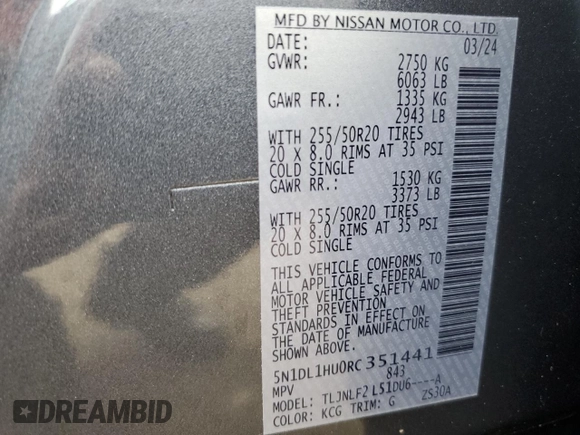 MFD BY NISSAN MOTOR CO., LTD.
DATE: 03/24
GVWR: 2750 KG
6063 LB
GAWR FR.: 1335 KG
2943 LB
WITH 255/50R20 TIRES
20 X 8.0 RIMS AT 35 PSI
COLD SINGLE
GAWR RR.: 1530 KG
3373 LB
WITH 255/50R20 TIRES
20 X 8.0 RIMS AT 35 PSI
COLD SINGLE
THIS VEHICLE CONFORMS TO
ALL APPLICABLE FEDERAL
MOTOR VEHICLE SAFETY AND
THEFT PREVENTION
STANDARDS IN EFFECT ON
THE DATE OF MANUFACTURE
SHOWN ABOVE.
5N1DL1HU0RC351441
MPV 843
MODEL: TLJNLF2 LS1DU6----A
COLOR: KCG TRIM: G ZS30A
DREAMBID